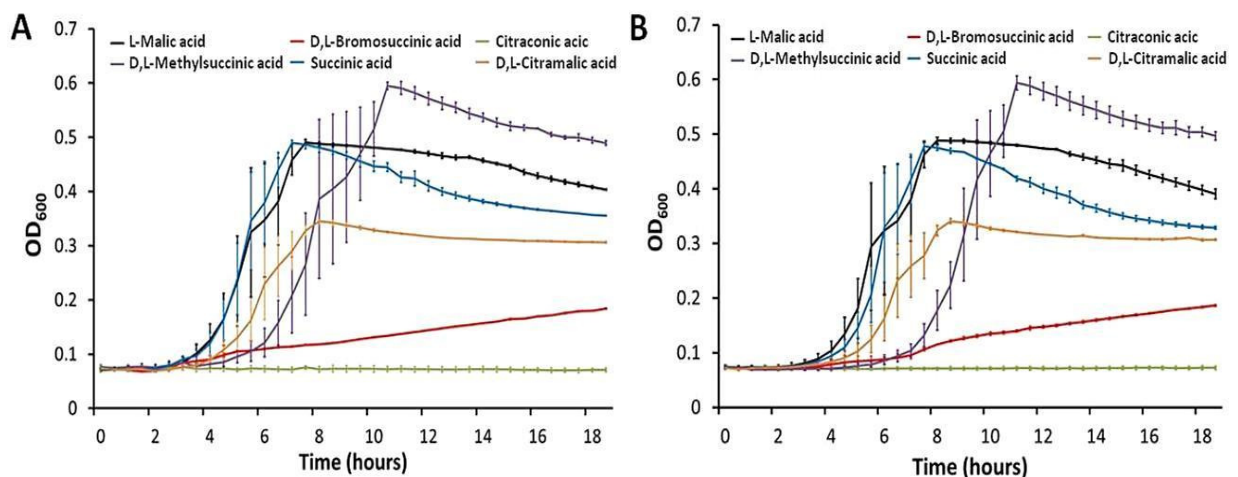 A
0.7
0.6
0.5
0.4
0.3
0.2
0.1
0
OD600
L-Malic acid D,L-Bromosuccinic acid Citraconic acic
D,L-Methylsuccinic acid Succinic acid D,L-Citramalic acid
0 2 4 6 8 10 12 14 16 18
Time (hours)
B
0.7
0.6
0.5
0.4
0.3
0.2
0.1
0
OD600
L-Malic acid D,L-Bromosuccinic acid Citraconic acic
D,L-Methylsuccinic acid Succinic acid D,L-Citramalic acid
0 2 4 6 8 10 12 14 16 18
Time (hours)